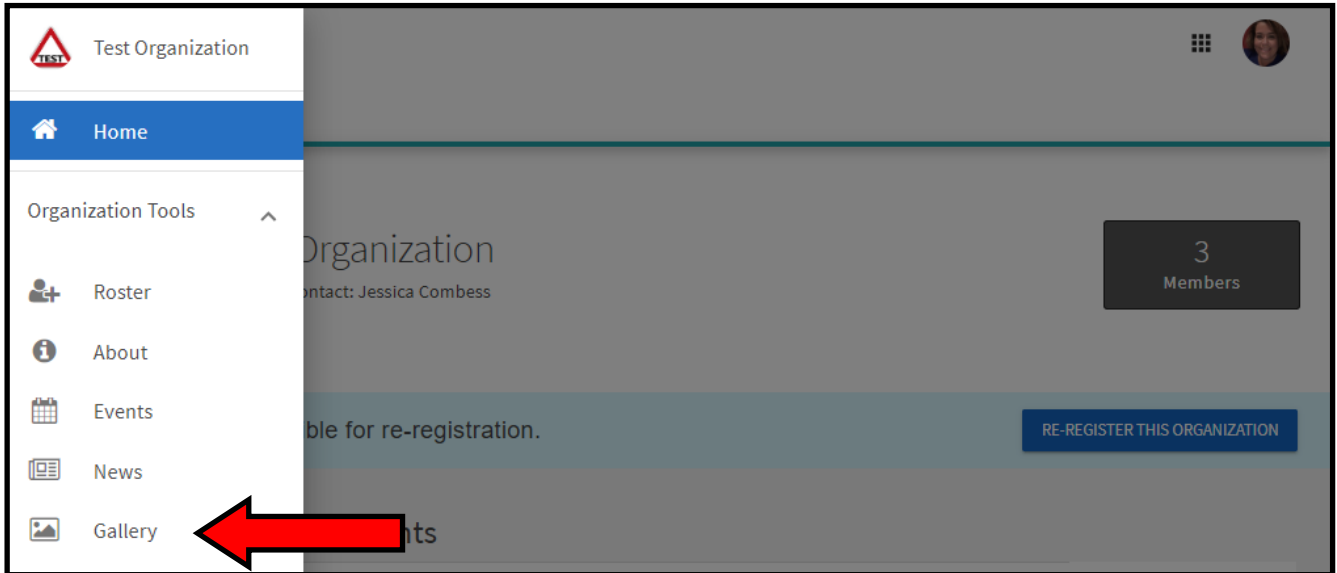 TEST
Test Organization
Home
Organization Tools
Organization
3
Members
Roster
ontact: Jessica Combess
About
Events
ble for re-registration.
RE-REGISTER THIS ORGANIZATION
News
Gallery
nts